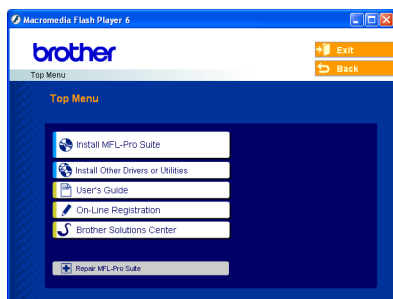 Macromedia Flash Player 6
brother
Exit
Back
Top Menu
Top Menu
Install MFL-Pro Suite
Install Other Drivers or Utilities
User's Guide
On-Line Registration
Brother Solutions Center
Repair MFL-Pro Suite